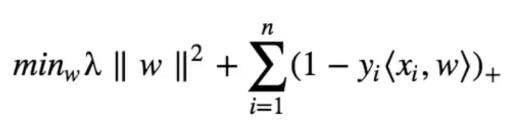 min_w λ ‖ w ‖² + ∑_{i=1}^{n} (1 − y_i⟨x_i, w⟩)_+